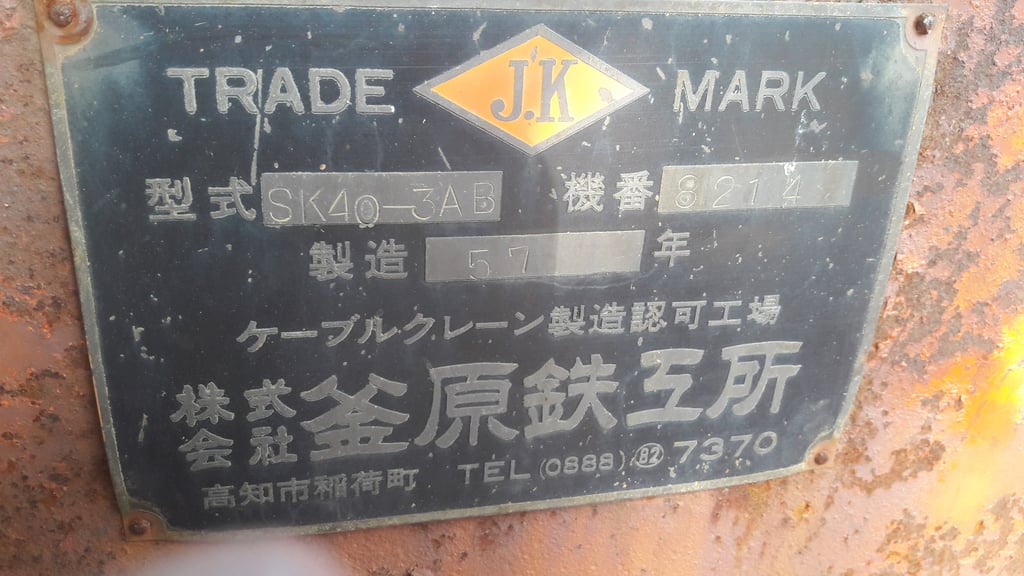 TRADE J.K MARK
型式 SK40-3AB 機番 8214
製造 57 年
ケーブルクレーン製造認可工場
株式会社 釜原鉄工所
高知市稲荷町 TEL (0888) 82 7370